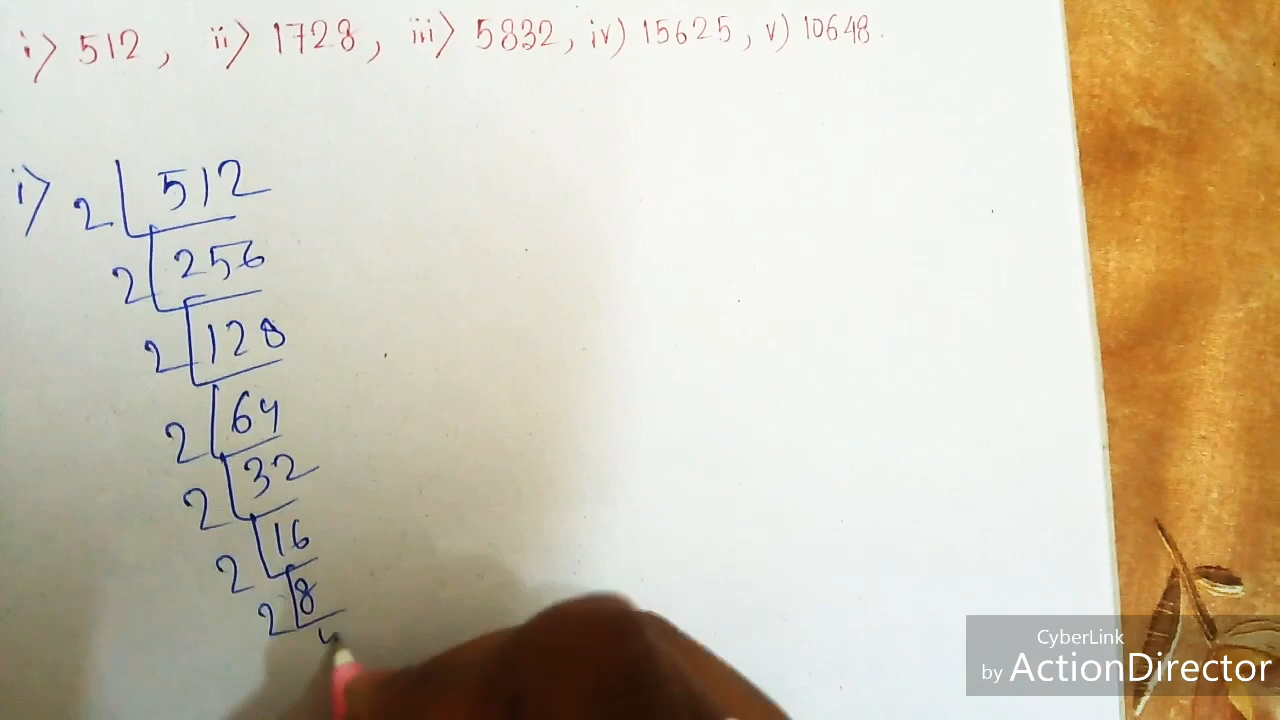 i) 512, ii) 1728, iii) 5832, iv) 15625, v) 10648.
i) 2 512
2 256
2 128
2 64
2 32
2 16
2 8
4
CyberLink
by ActionDirector